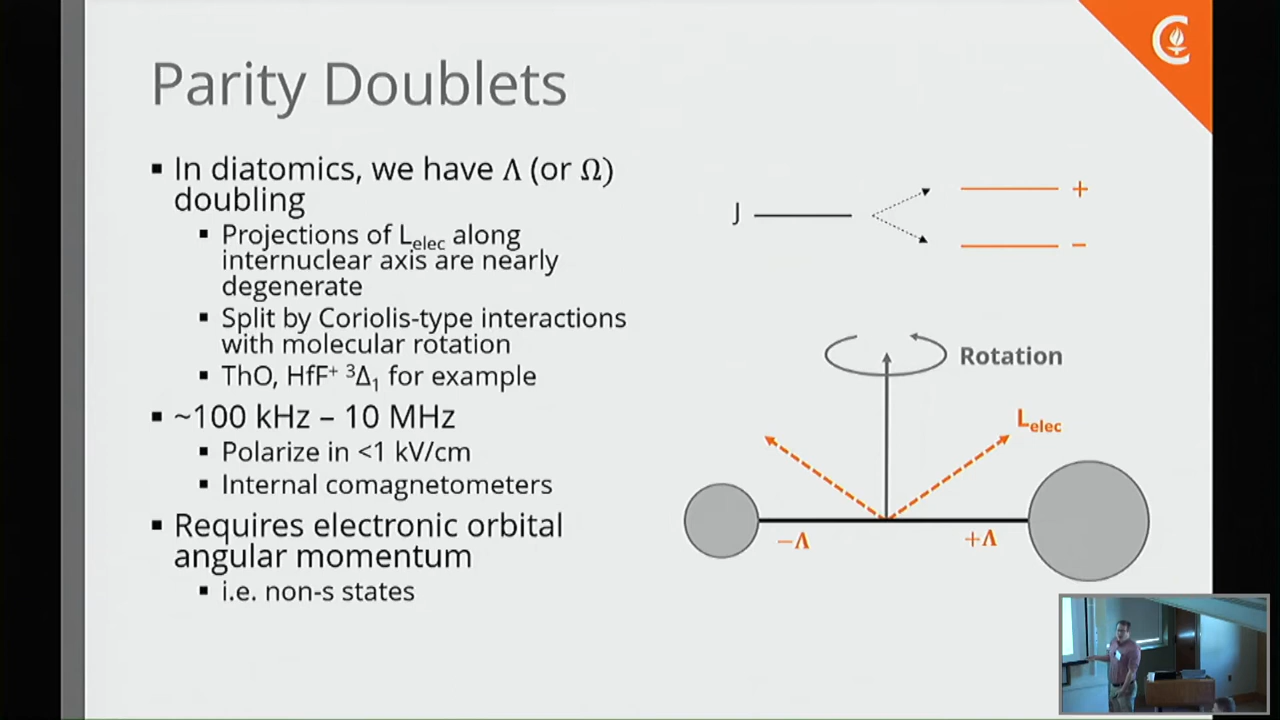 Parity Doublets
▪ In diatomics, we have Λ (or Ω)
doubling
▪ Projections of L_elec along
internuclear axis are nearly
degenerate
▪ Split by Coriolis-type interactions
with molecular rotation
▪ ThO, HfF⁺ ³Δ₁ for example
▪ ~100 kHz – 10 MHz
▪ Polarize in <1 kV/cm
▪ Internal comagnetometers
▪ Requires electronic orbital
angular momentum
▪ i.e. non-s states
J
+
−
Rotation
L_elec
−Λ
+Λ